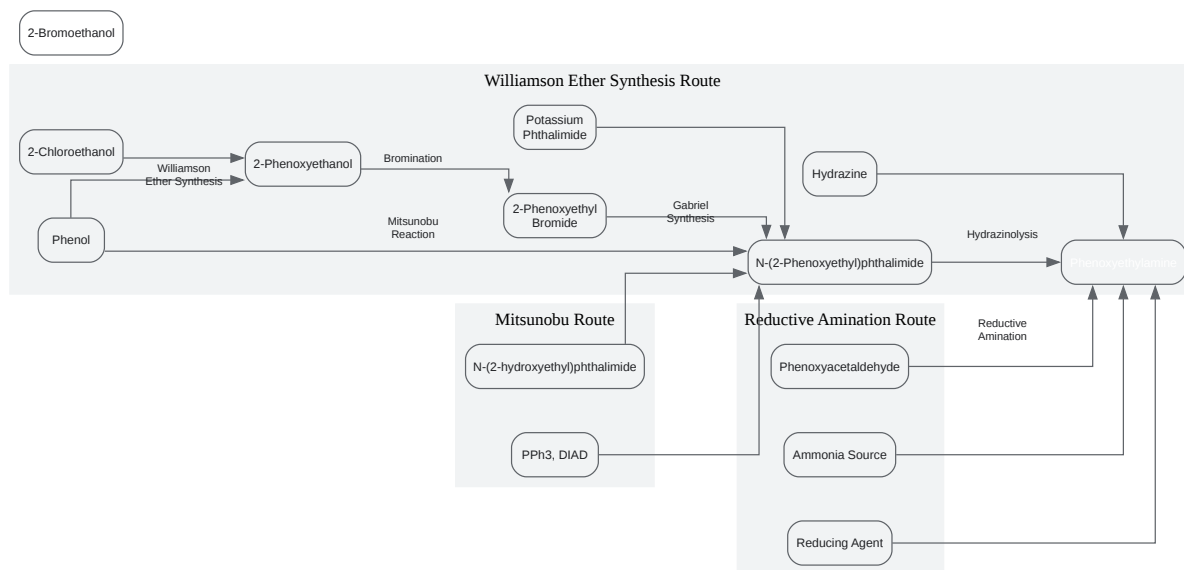 2-Bromoethanol
Williamson Ether Synthesis Route
Potassium
Phthalimide
2-Chloroethanol
2-Phenoxyethanol
Bromination
Williamson
Ether Synthesis
Hydrazine
2-Phenoxyethyl
Bromide
Gabriel
Synthesis
Phenol
Mitsunobu
Reaction
Hydrazinolysis
N-(2-Phenoxyethyl)phthalimide
Phenoxyethylamine
Mitsunobu Route
Reductive Amination Route
Reductive
Amination
N-(2-hydroxyethyl)phthalimide
Phenoxyacetaldehyde
PPh3, DIAD
Ammonia Source
Reducing Agent